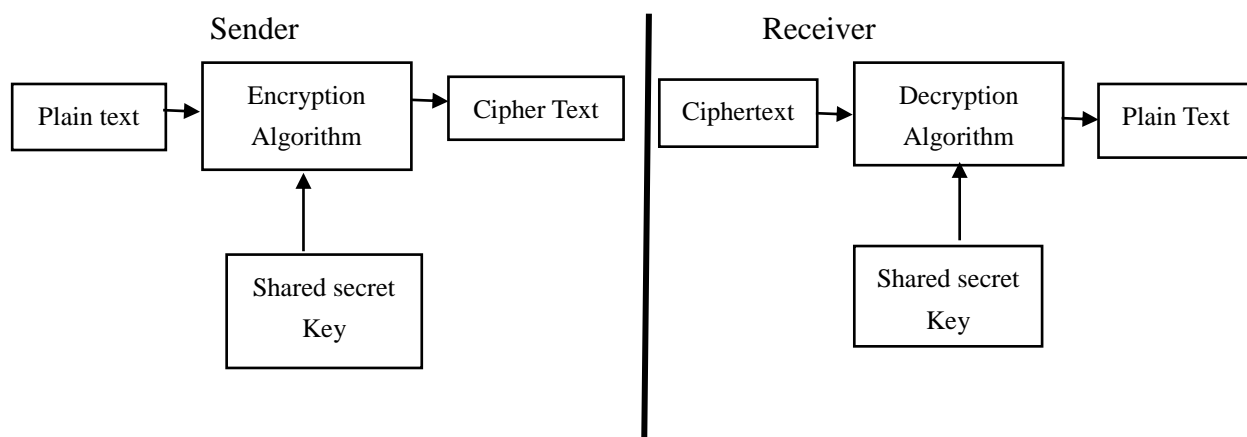 Sender
Plain text
Encryption
Algorithm
Cipher Text
Shared secret
Key
Receiver
Ciphertext
Decryption
Algorithm
Plain Text
Shared secret
Key